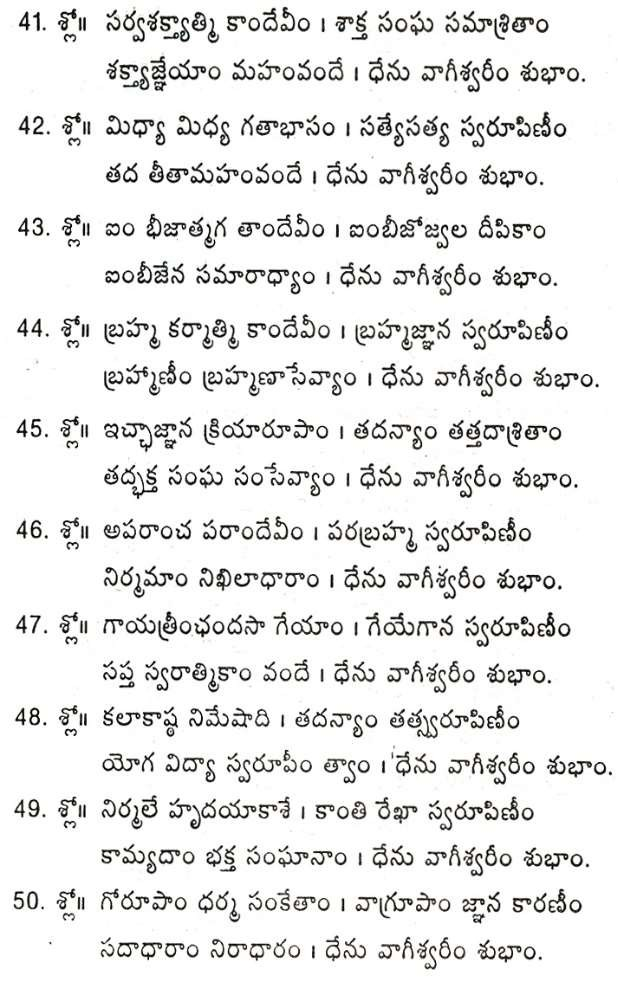 41. శ్లో॥ సర్వశక్త్యాత్మి కాందేవీం । శాక్త సంఘ సమాశ్రితాం
శక్త్యాజ్ఞేయాం మహంవందే । ధేను వాగీశ్వరీం శుభాం.
42. శ్లో॥ మిధ్యా మిధ్య గతాభాసం । సత్యేసత్య స్వరూపిణీం
తద తీతామహంవందే । ధేను వాగీశ్వరీం శుభాం.
43. శ్లో॥ ఐం భీజాత్మగ తాందేవీం । ఐంబీజోజ్వల దీపికాం
ఐంబీజేన సమారాధ్యాం । ధేను వాగీశ్వరీం శుభాం.
44. శ్లో॥ బ్రహ్మ కర్మాత్మి కాందేవీం । బ్రహ్మజ్ఞాన స్వరూపిణీం
బ్రహ్మాణీం బ్రహ్మణాసేవ్యాం । ధేను వాగీశ్వరీం శుభాం.
45. శ్లో॥ ఇచ్ఛాజ్ఞాన క్రియారూపాం । తదన్యాం తత్తదాశ్రితాం
తద్భక్త సంఘ సంసేవ్యాం । ధేను వాగీశ్వరీం శుభాం.
46. శ్లో॥ అపరాంచ పరాందేవీం । పరబ్రహ్మ స్వరూపిణీం
నిర్మమాం నిఖిలాధారాం । ధేను వాగీశ్వరీం శుభాం.
47. శ్లో॥ గాయత్రీంఛందసా గేయాం । గేయేగాన స్వరూపిణీం
సప్త స్వరాత్మికాం వందే । ధేను వాగీశ్వరీం శుభాం.
48. శ్లో॥ కలాకాష్ఠ నిమేషాది । తదన్యాం తత్స్వరూపిణీం
యోగ విద్యా స్వరూపీం త్వాం । ధేను వాగీశ్వరీం శుభాం.
49. శ్లో॥ నిర్మలే హృదయాకాశే । కాంతి రేఖా స్వరూపిణీం
కామ్యదాం భక్త సంఘానాం । ధేను వాగీశ్వరీం శుభాం.
50. శ్లో॥ గోరూపాం ధర్మ సంకేతాం । వాగ్రూపాం జ్ఞాన కారణీం
సదాధారాం నిరాధారం । ధేను వాగీశ్వరీం శుభాం.